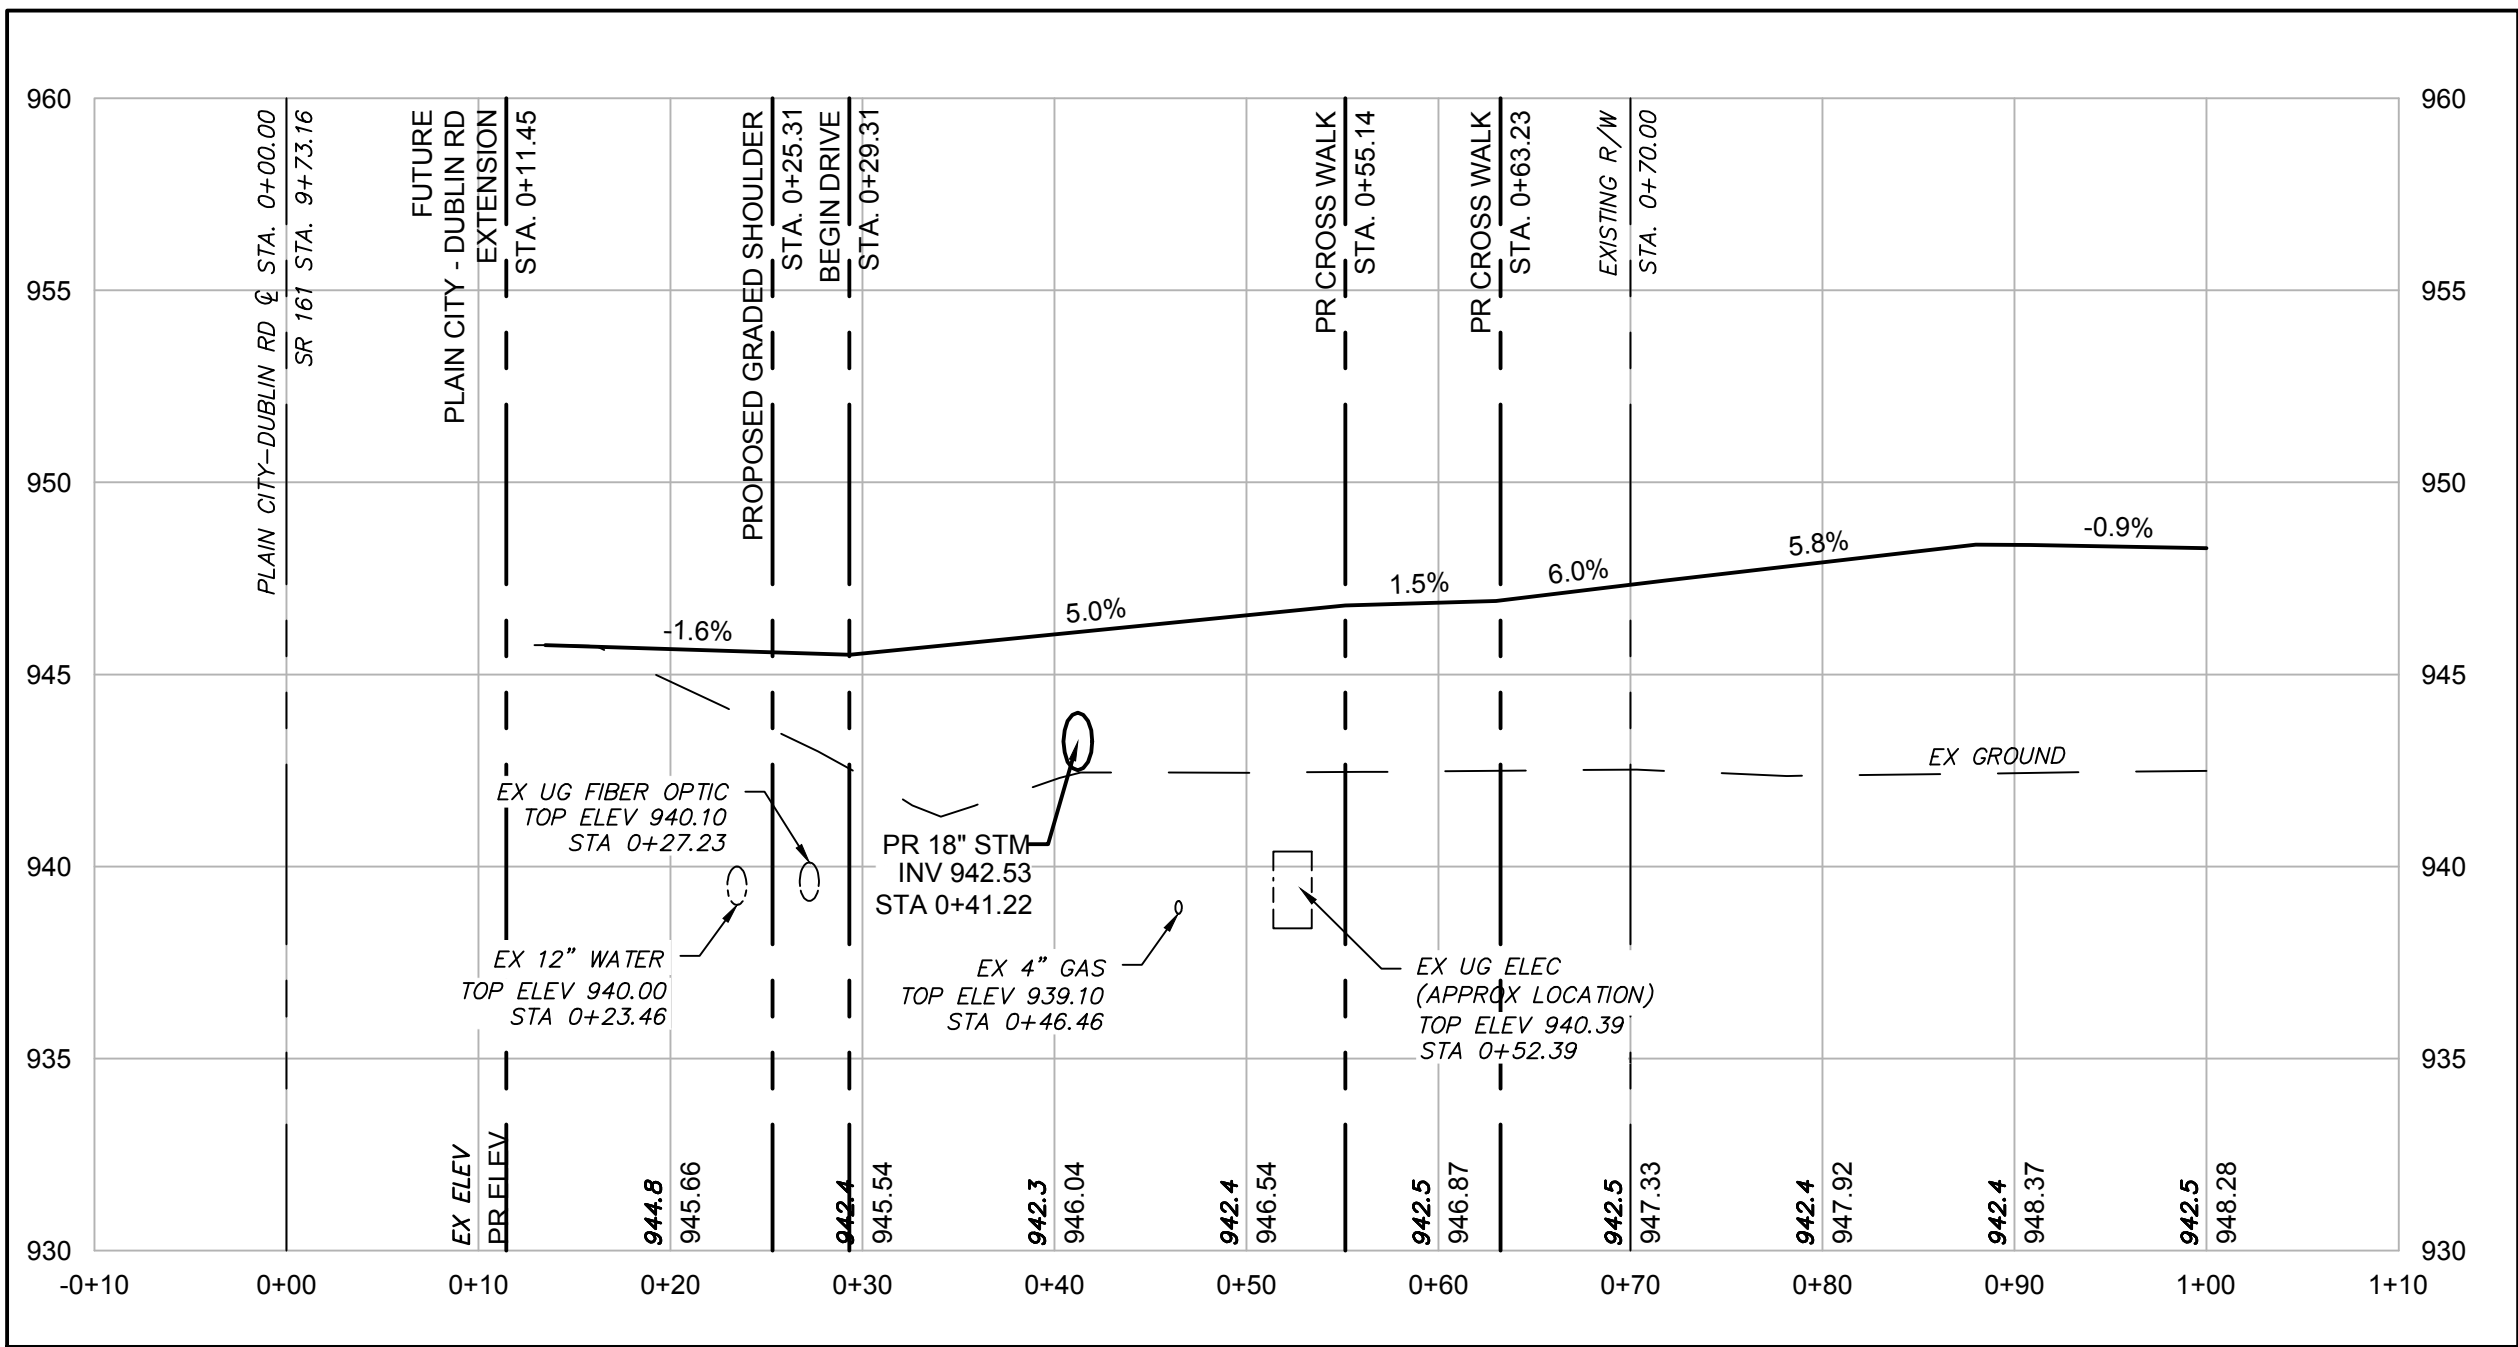 960
955
950
945
940
935
930
PLAIN CITY-DUBLIN RD ℄ STA. 0+00.00
SR 161 STA. 9+73.16
FUTURE
PLAIN CITY - DUBLIN RD
EXTENSION
STA. 0+11.45
PROPOSED GRADED SHOULDER
STA. 0+25.31
BEGIN DRIVE
STA. 0+29.31
PR CROSS WALK
STA. 0+55.14
PR CROSS WALK
STA. 0+63.23
EXISTING R/W
STA. 0+70.00
960
955
950
945
940
935
930
-1.6%
5.0%
1.5%
6.0%
5.8%
-0.9%
EX GROUND
EX UG FIBER OPTIC
TOP ELEV 940.10
STA 0+27.23
PR 18" STM
INV 942.53
STA 0+41.22
EX 12" WATER
TOP ELEV 940.00
STA 0+23.46
EX 4" GAS
TOP ELEV 939.10
STA 0+46.46
EX UG ELEC
(APPROX LOCATION)
TOP ELEV 940.39
STA 0+52.39
EX ELEV
PR ELEV
944.8
945.66
942.4
945.54
942.3
946.04
942.4
946.54
942.5
946.87
942.5
947.33
942.4
947.92
942.4
948.37
942.5
948.28
-0+10
0+00
0+10
0+20
0+30
0+40
0+50
0+60
0+70
0+80
0+90
1+00
1+10